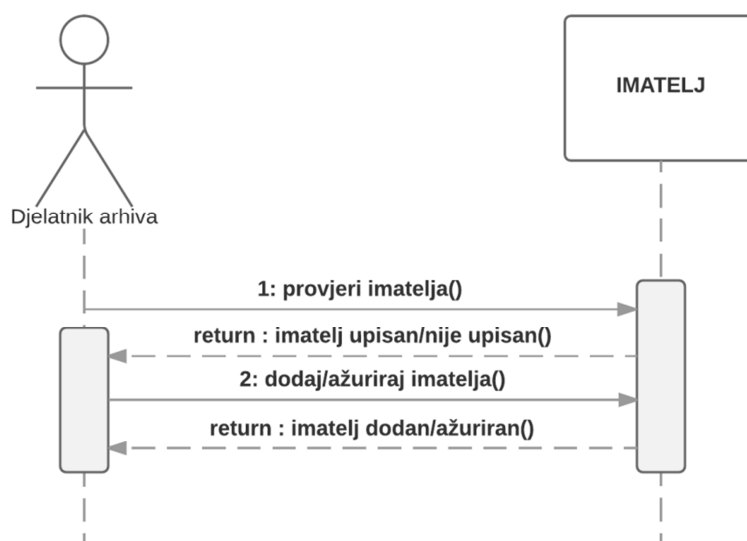 IMATELJ
Djelatnik arhiva
1: provjeri imatelja()
return : imatelj upisan/nije upisan()
2: dodaj/ažuriraj imatelja()
return : imatelj dodan/ažuriran()